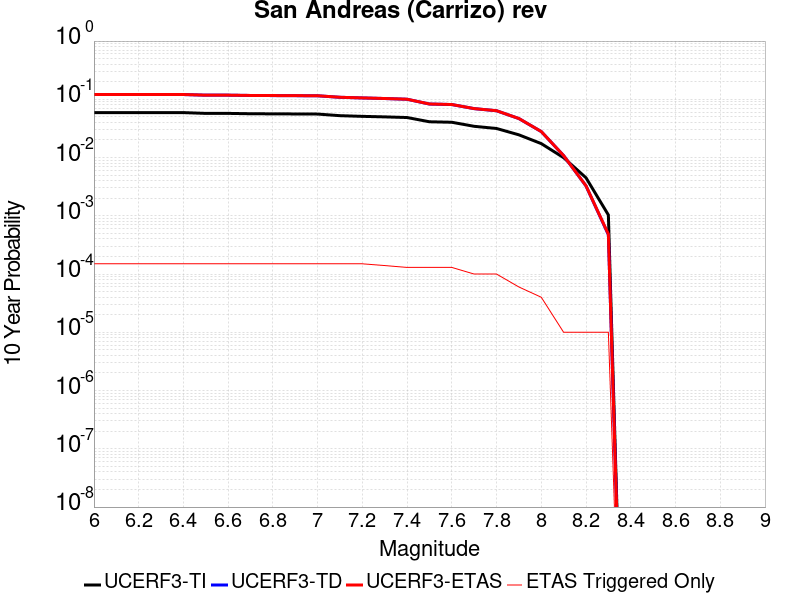 San Andreas (Carrizo) rev
10 0
10 -1
10 -2
10 -3
10 -4
10 -5
10 -6
10 -7
10 -8
10 Year Probability
6 6.2 6.4 6.6 6.8 7 7.2 7.4 7.6 7.8 8 8.2 8.4 8.6 8.8 9
Magnitude
UCERF3-TI UCERF3-TD UCERF3-ETAS ETAS Triggered Only